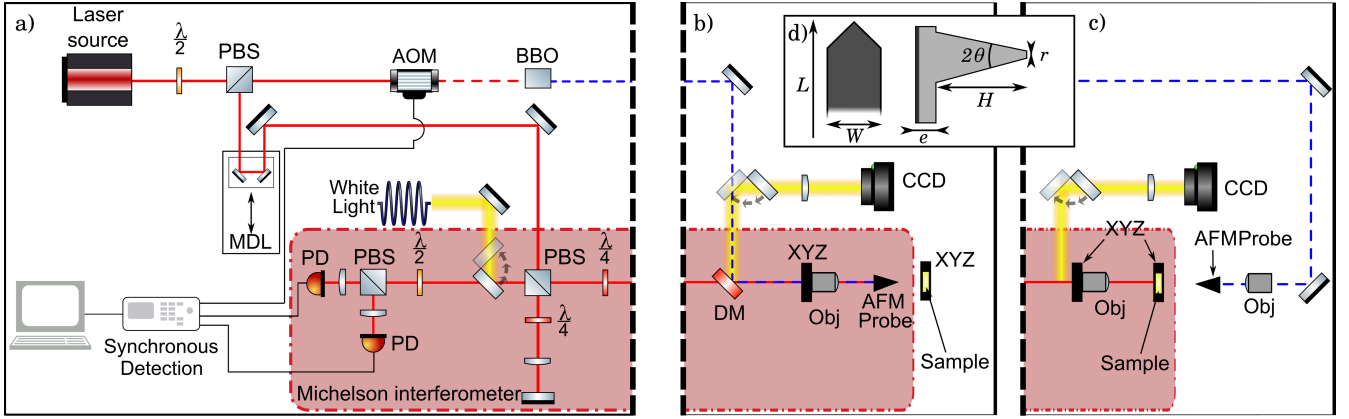 a)
Laser
source
λ
2
PBS
AOM
BBO
MDL
White
Light
PD
PBS
λ
2
PBS
λ
4
λ
4
PD
Synchronous
Detection
Michelson interferometer
b)
CCD
XYZ
XYZ
DM
Obj
AFM
Probe
Sample
d)
L
W
2θ
r
H
e
c)
CCD
XYZ
AFMProbe
Obj
Obj
Sample